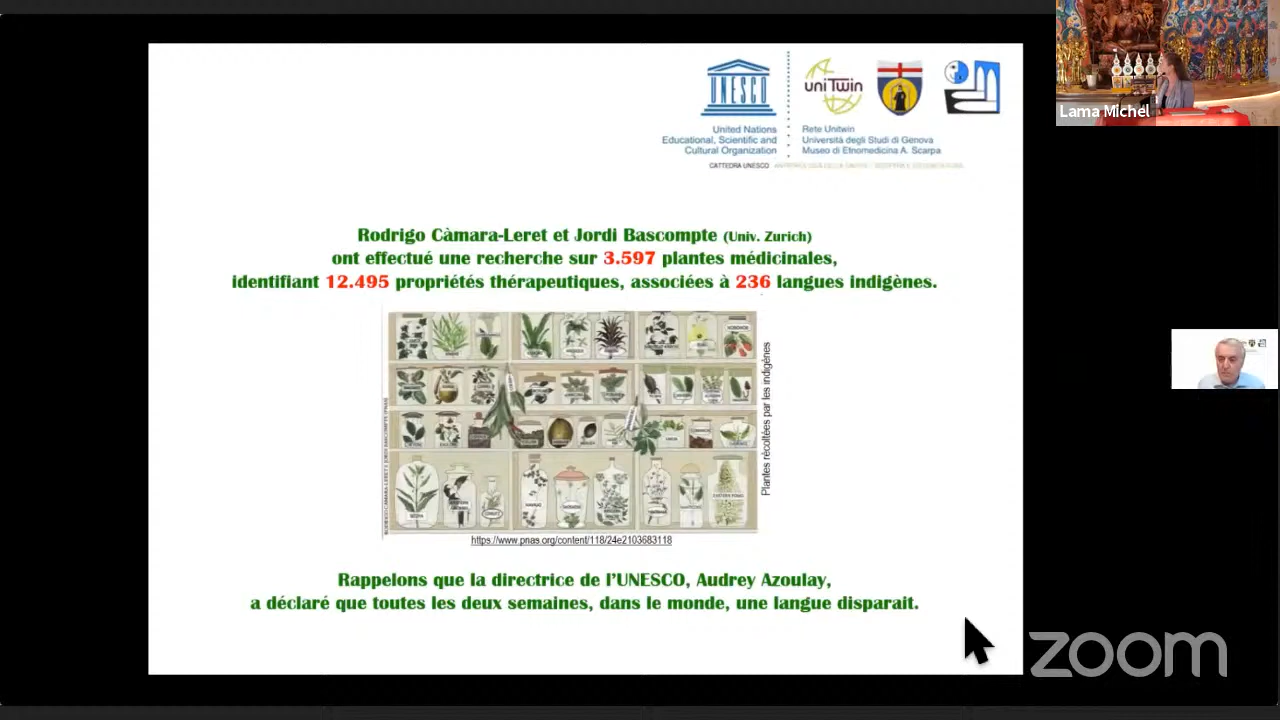 UNESCO
United Nations
Educational, Scientific and
Cultural Organization
uniTwin
Rete Unitwin
Università degli Studi di Genova
Museo di Etnomedicina A. Scarpa
CATTEDRA UNESCO
Lama Michel
Rodrigo Càmara-Leret et Jordi Bascompte (Univ. Zurich)
ont effectué une recherche sur 3.597 plantes médicinales,
identifiant 12.495 propriétés thérapeutiques, associées à 236 langues indigènes.
Plantes récoltées par les indigènes
https://www.pnas.org/content/118/24e2103683118
Rappelons que la directrice de l'UNESCO, Audrey Azoulay,
a déclaré que toutes les deux semaines, dans le monde, une langue disparait.
zoom